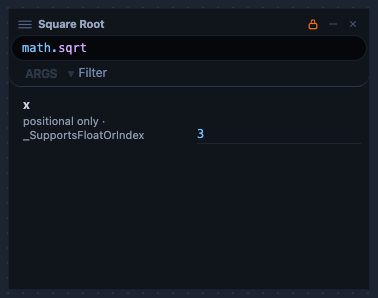 Square Root
math.sqrt
ARGS ▼ Filter
x
positional only ·
_SupportsFloatOrIndex
3